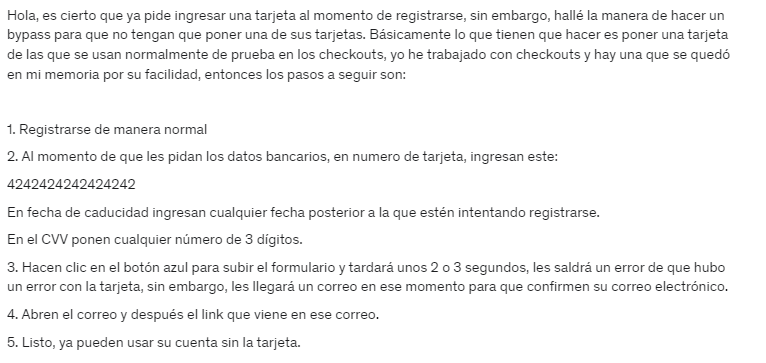 Hola, es cierto que ya pide ingresar una tarjeta al momento de registrarse, sin embargo, hallé la manera de hacer un
bypass para que no tengan que poner una de sus tarjetas. Básicamente lo que tienen que hacer es poner una tarjeta
de las que se usan normalmente de prueba en los checkouts, yo he trabajado con checkouts y hay una que se quedó
en mi memoria por su facilidad, entonces los pasos a seguir son:
1. Registrarse de manera normal
2. Al momento de que les pidan los datos bancarios, en numero de tarjeta, ingresan este:
4242424242424242
En fecha de caducidad ingresan cualquier fecha posterior a la que estén intentando registrarse.
En el CVV ponen cualquier número de 3 dígitos.
3. Hacen clic en el botón azul para subir el formulario y tardará unos 2 o 3 segundos, les saldrá un error de que hubo
un error con la tarjeta, sin embargo, les llegará un correo en ese momento para que confirmen su correo electrónico.
4. Abren el correo y después el link que viene en ese correo.
5. Listo, ya pueden usar su cuenta sin la tarjeta.